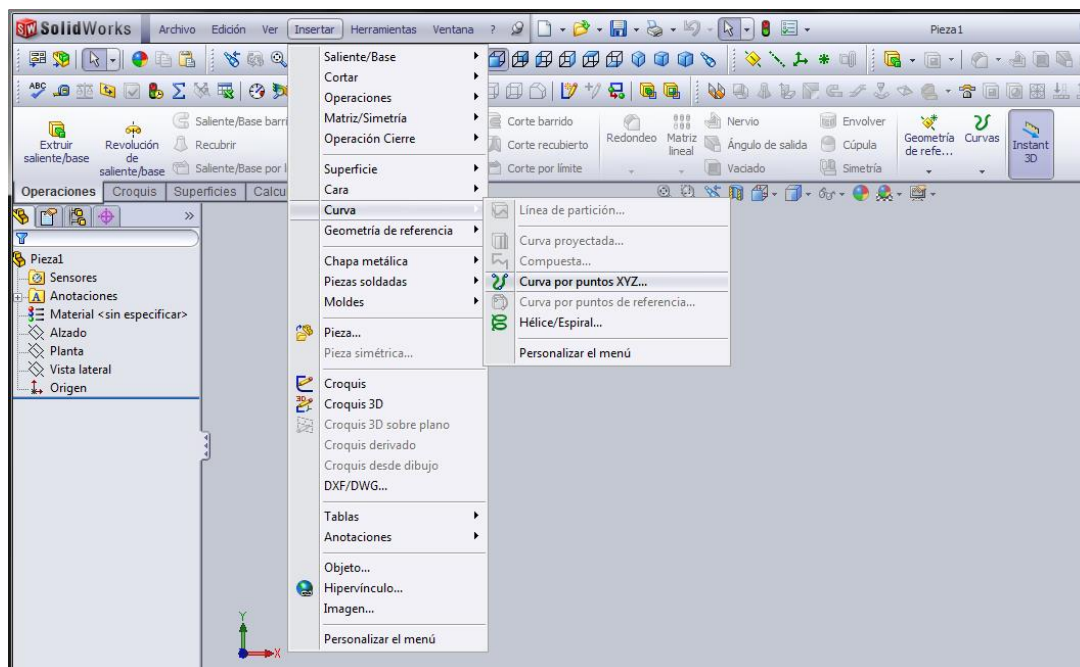 SolidWorks Archivo Edición Ver Insertar Herramientas Ventana ? Pieza1
ABC
Extruir saliente/base
Revolución de saliente/base
Saliente/Base barri
Recubrir
Saliente/Base por l
Corte barrido
Corte recubierto
Corte por límite
Redondeo
Matriz lineal
Nervio
Ángulo de salida
Vaciado
Envolver
Cúpula
Simetría
Geometría de refe...
Curvas
Instant 3D
Operaciones Croquis Superficies Calcu
Pieza1
Sensores
Anotaciones
Material <sin especificar>
Alzado
Planta
Vista lateral
Origen
Saliente/Base
Cortar
Operaciones
Matriz/Simetría
Operación Cierre
Superficie
Cara
Curva
Geometría de referencia
Chapa metálica
Piezas soldadas
Moldes
Pieza...
Pieza simétrica...
Croquis
Croquis 3D
Croquis 3D sobre plano
Croquis derivado
Croquis desde dibujo
DXF/DWG...
Tablas
Anotaciones
Objeto...
Hipervínculo...
Imagen...
Personalizar el menú
Línea de partición...
Curva proyectada...
Compuesta...
Curva por puntos XYZ...
Curva por puntos de referencia...
Hélice/Espiral...
Personalizar el menú
Y
X